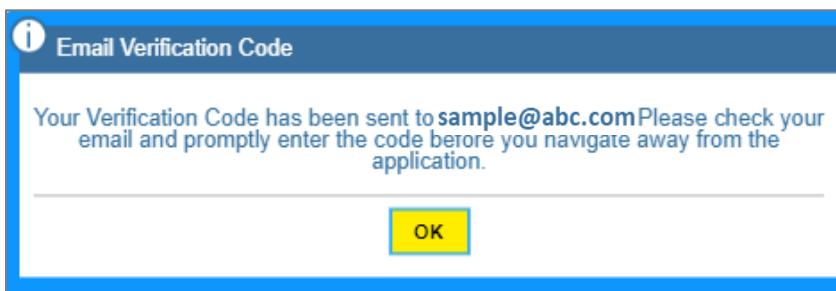 Email Verification Code
Your Verification Code has been sent to sample@abc.com Please check your
email and promptly enter the code before you navigate away from the
application.
OK